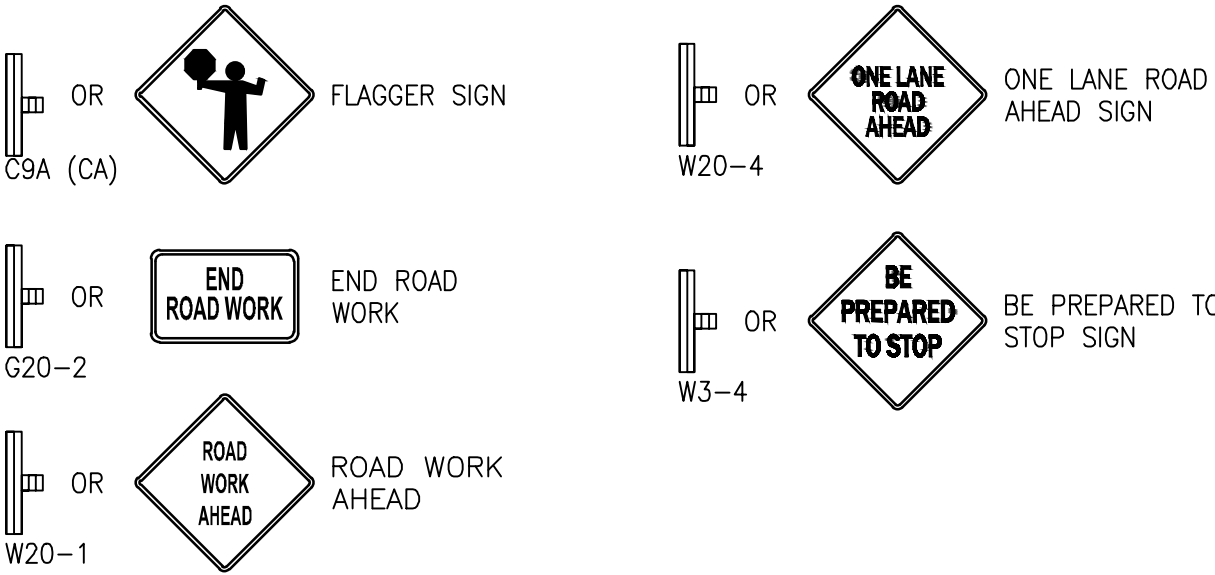 OR
FLAGGER SIGN
C9A (CA)
OR
END
ROAD WORK
END ROAD
WORK
G20-2
OR
ROAD
WORK
AHEAD
ROAD WORK
AHEAD
W20-1
OR
ONE LANE
ROAD
AHEAD
ONE LANE ROAD
AHEAD SIGN
W20-4
OR
BE
PREPARED
TO STOP
BE PREPARED TO
STOP SIGN
W3-4